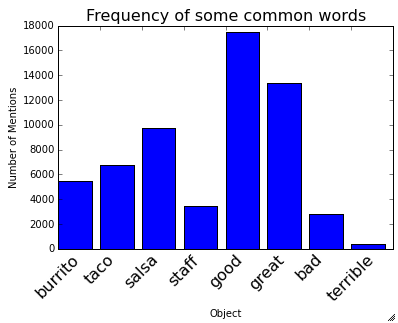 Frequency of some common words
18000
16000
14000
12000
10000
8000
6000
4000
2000
0
Number of Mentions
burrito
taco
salsa
staff
good
great
bad
terrible
Object